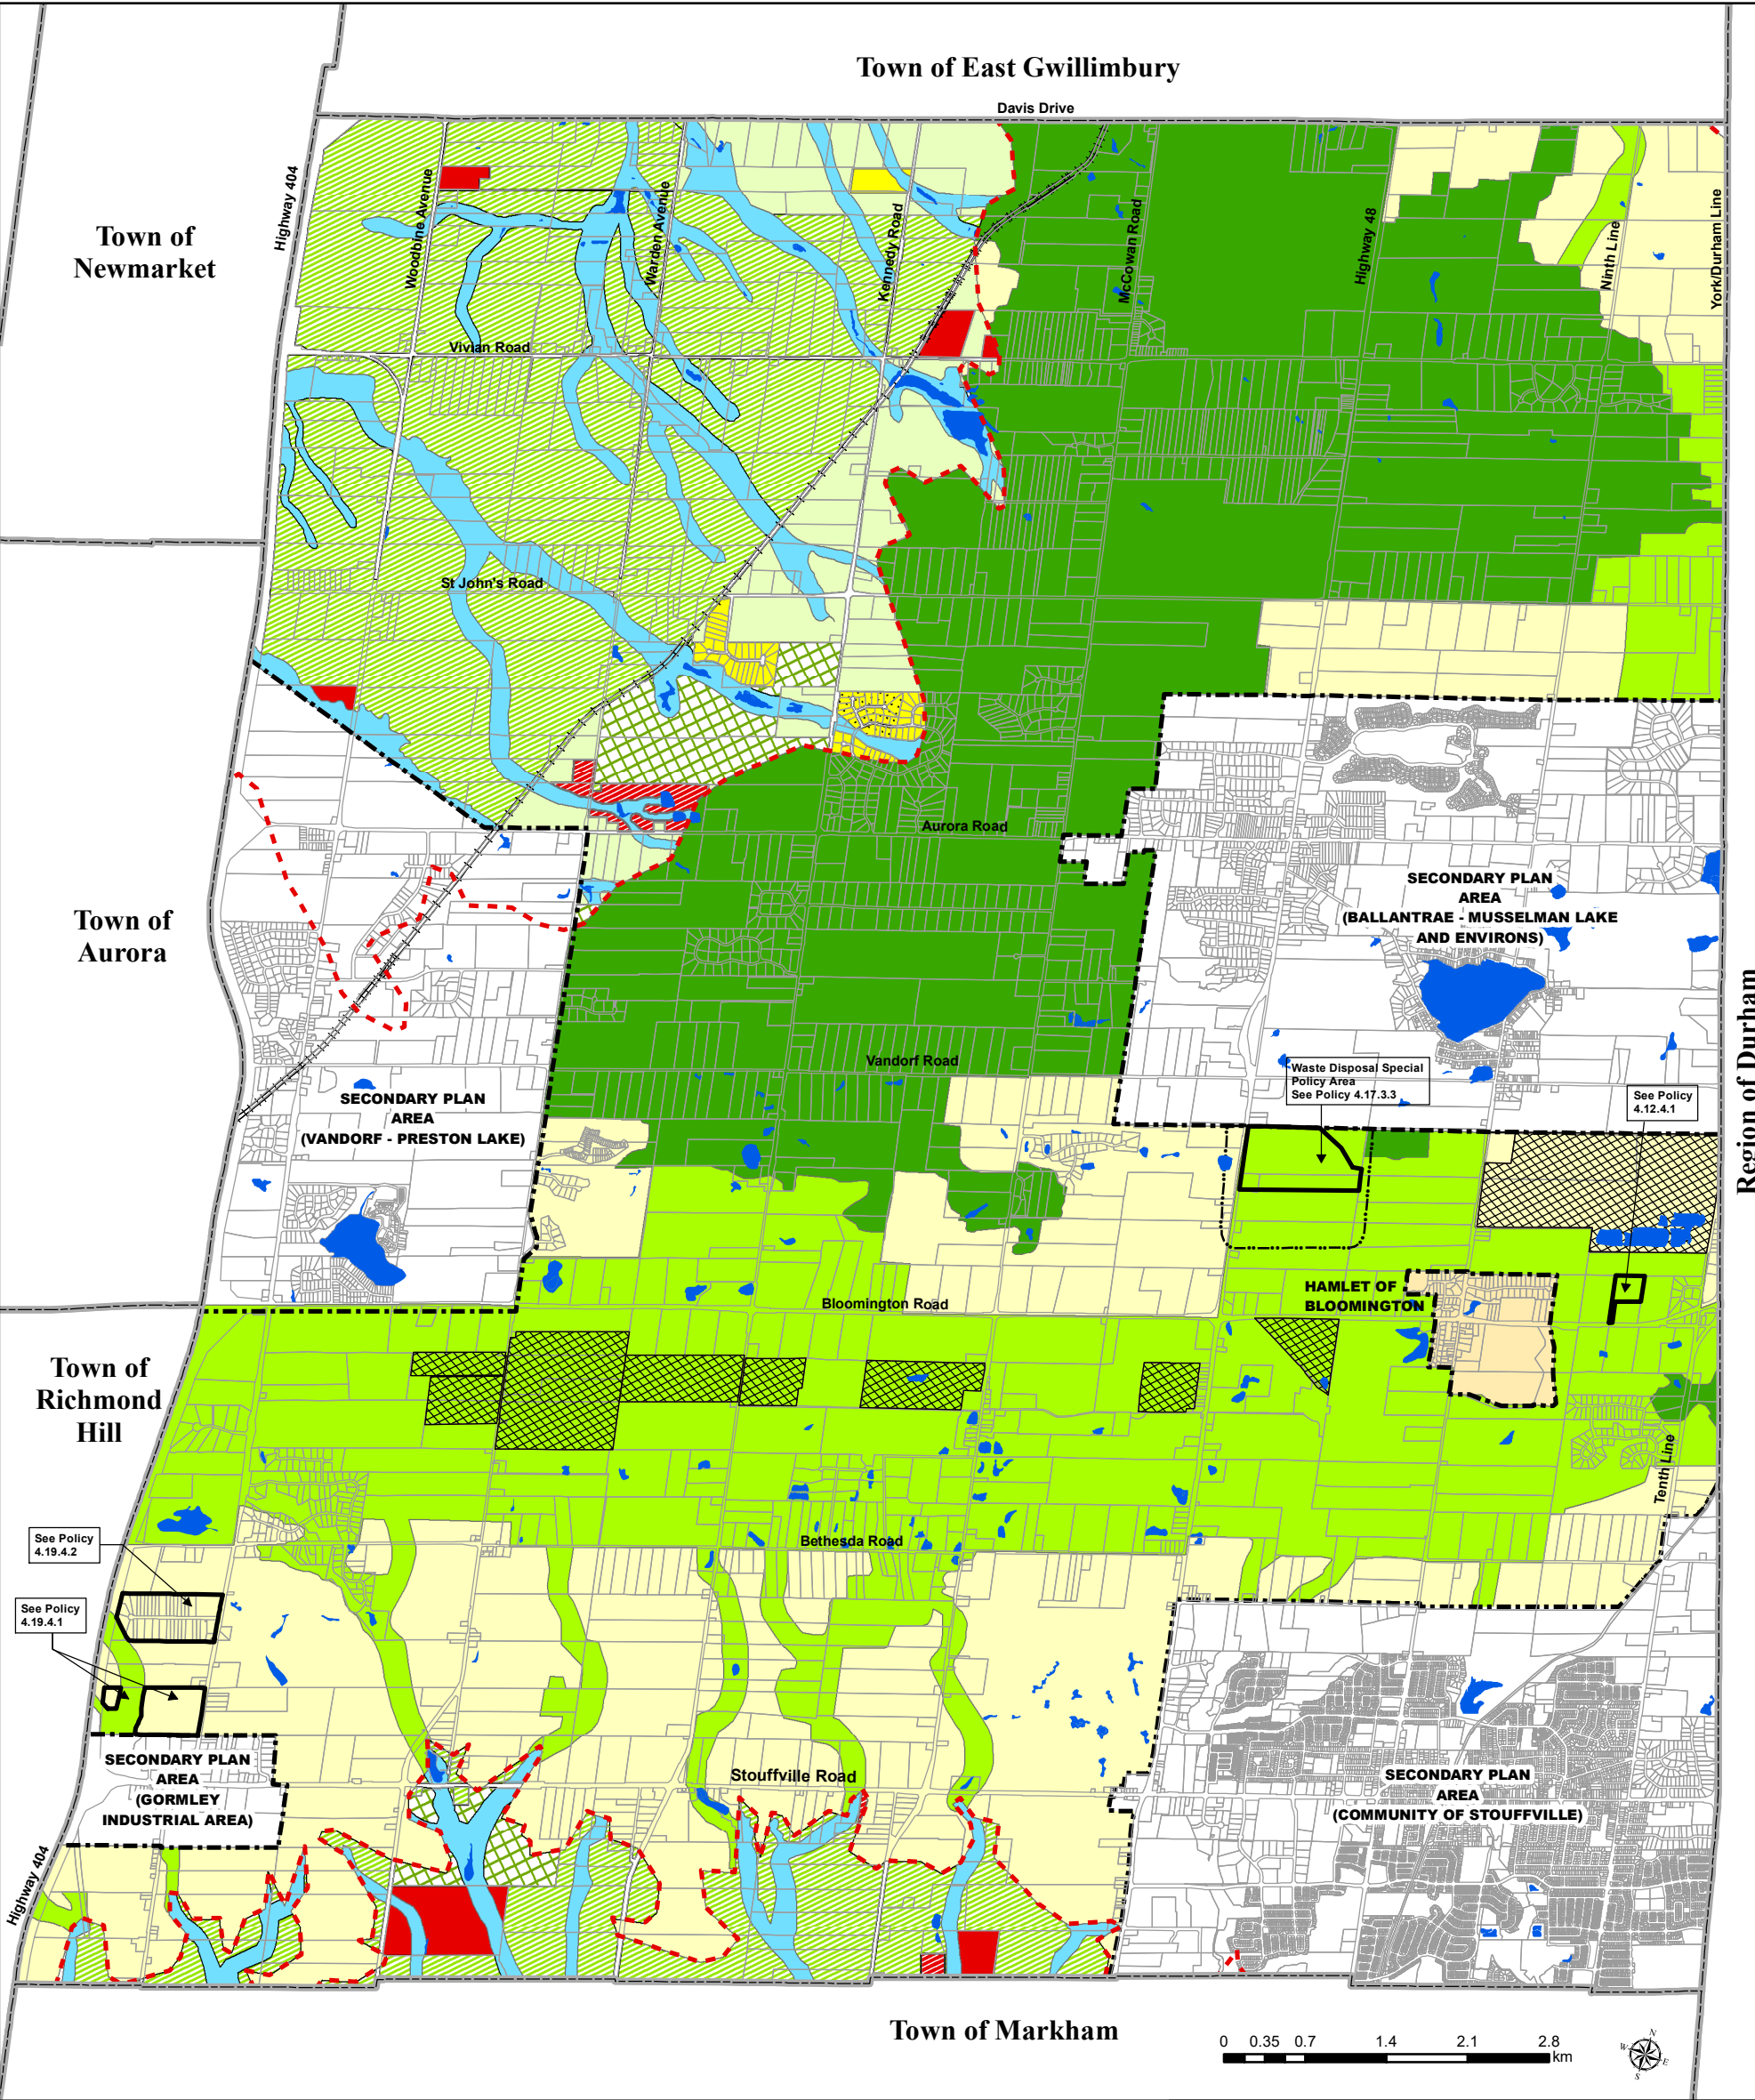 Town of East Gwillimbury
Davis Drive
Highway 404
Woodbine Avenue
Warden Avenue
Kennedy Road
McCowan Road
Highway 48
Ninth Line
York/Durham Line
Town of
Newmarket
Vivian Road
St John's Road
Aurora Road
Town of
Aurora
SECONDARY PLAN
AREA
(BALLANTRAE - MUSSELMAN LAKE
AND ENVIRONS)
Region of Durham
Vandorf Road
Waste Disposal Special
Policy Area
See Policy 4.17.3.3
See Policy
4.12.4.1
SECONDARY PLAN
AREA
(VANDORF - PRESTON LAKE)
HAMLET OF
BLOOMINGTON
Bloomington Road
Town of
Richmond
Hill
Tenth Line
See Policy
4.19.4.2
Bethesda Road
See Policy
4.19.4.1
SECONDARY PLAN
AREA
(GORMLEY
INDUSTRIAL AREA)
Stouffville Road
SECONDARY PLAN
AREA
(COMMUNITY OF STOUFFVILLE)
Highway 404
Town of Markham
0 0.35 0.7 1.4 2.1 2.8
km
N
W
E
S